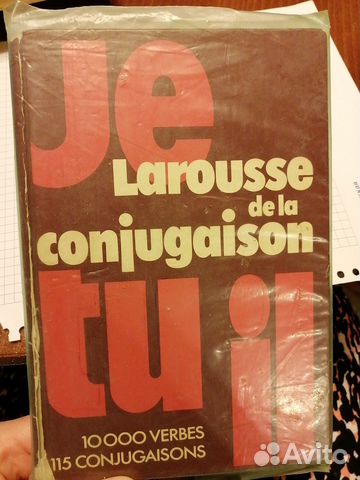 Je
Larousse
de la
conjugaison
tu il
10 000 VERBES
115 CONJUGAISONS
Avito